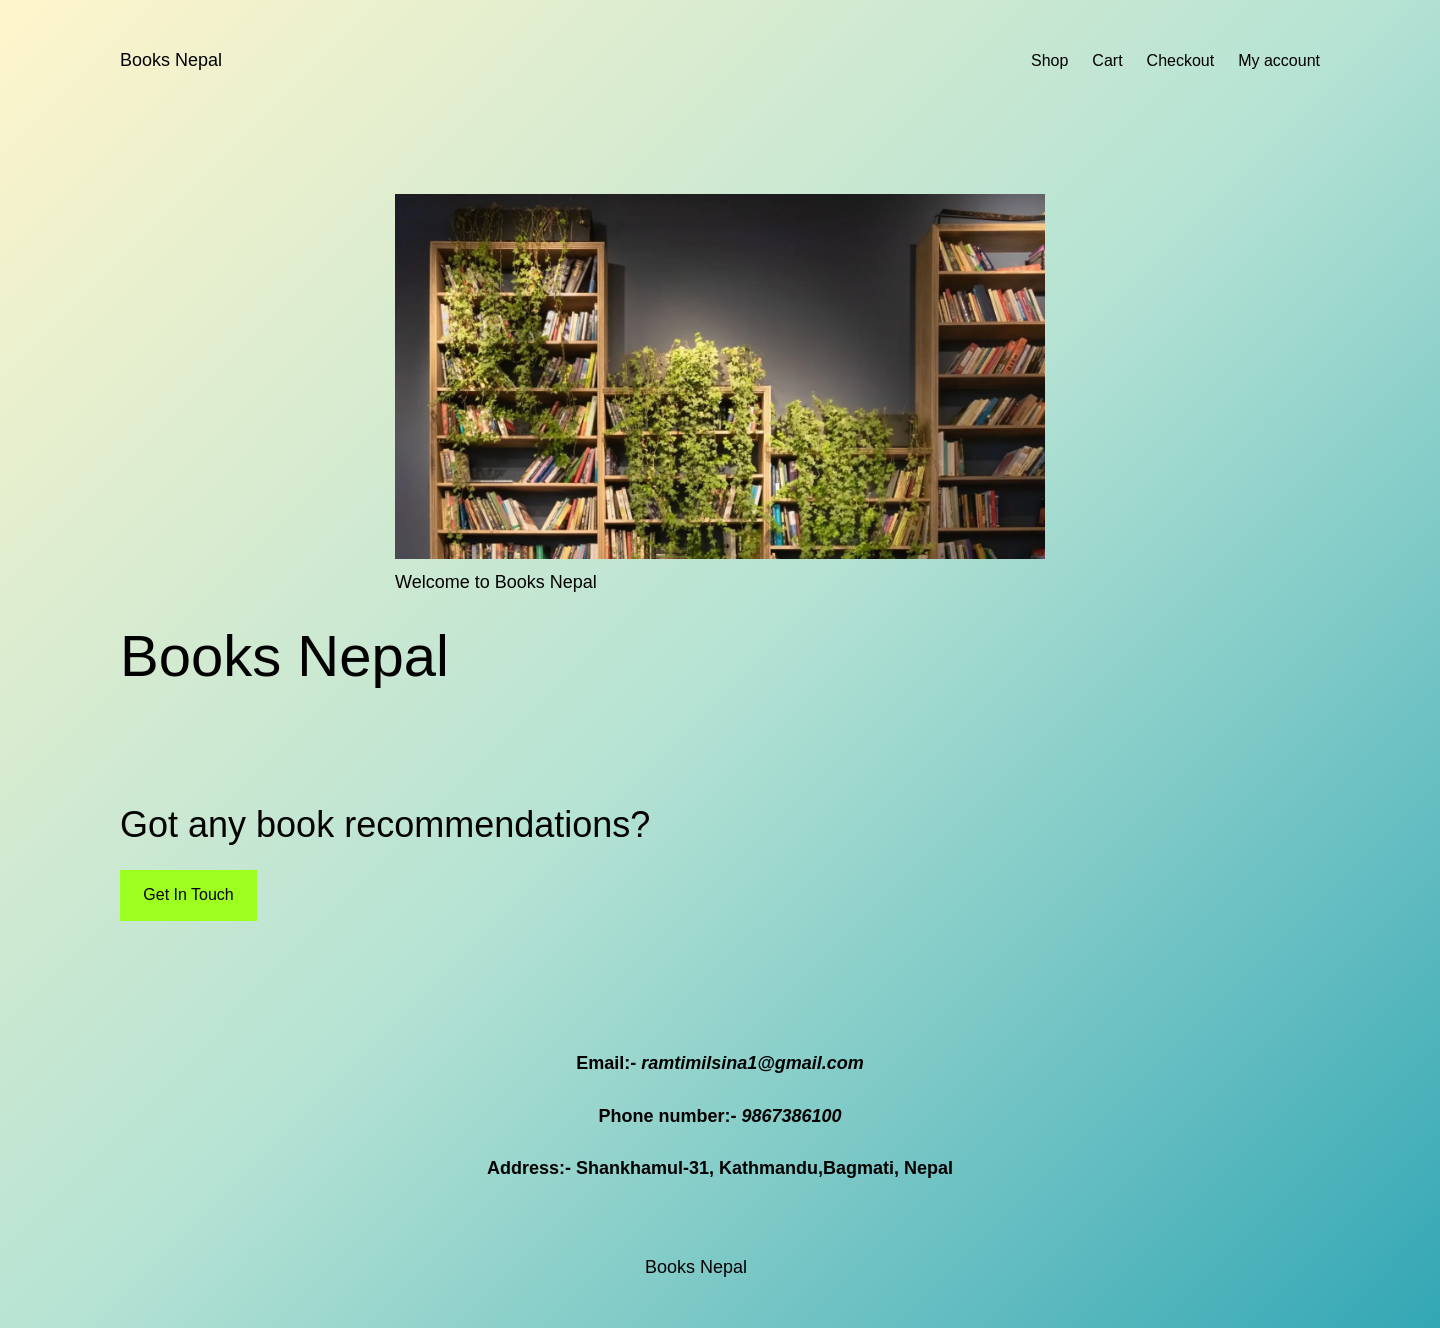 Books Nepal
Shop Cart Checkout My account
Welcome to Books Nepal
Books Nepal
Got any book recommendations?
Get In Touch
Email:- ramtimilsina1@gmail.com
Phone number:- 9867386100
Address:- Shankhamul-31, Kathmandu,Bagmati, Nepal
Books Nepal